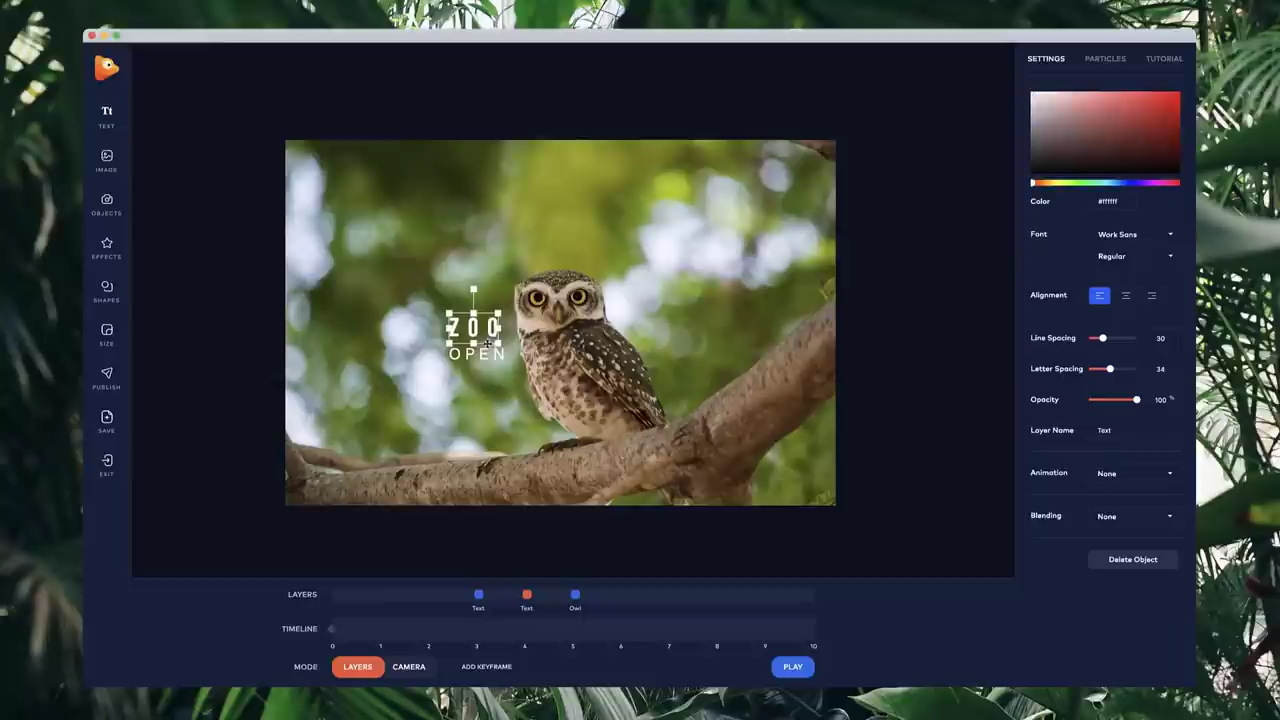 SETTINGS PARTICLES TUTORIAL
Tt
TEXT
IMAGE
OBJECTS
EFFECTS
SHAPES
SIZE
PUBLISH
SAVE
EXIT
ZOO
OPEN
Color #ffffff
Font Work Sans
Regular
Alignment
Line Spacing 30
Letter Spacing 34
Opacity 100 %
Layer Name Text
Animation None
Blending None
Delete Object
LAYERS
Text Text Owl
TIMELINE
0 1 2 3 4 5 6 7 8 9 10
MODE LAYERS CAMERA ADD KEYFRAME PLAY